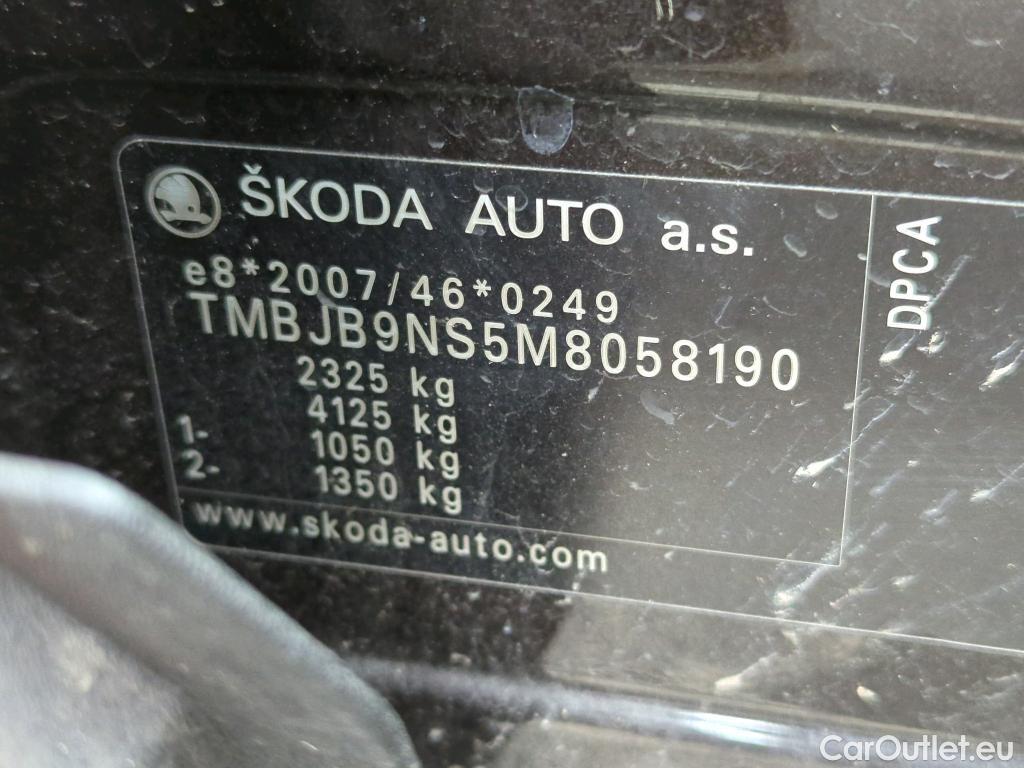 ŠKODA AUTO a.s.
e8*2007/46*0249
TMBJB9NS5M8058190
2325 kg
4125 kg
1- 1050 kg
2- 1350 kg
www.skoda-auto.com
DPCA
CarOutlet.eu